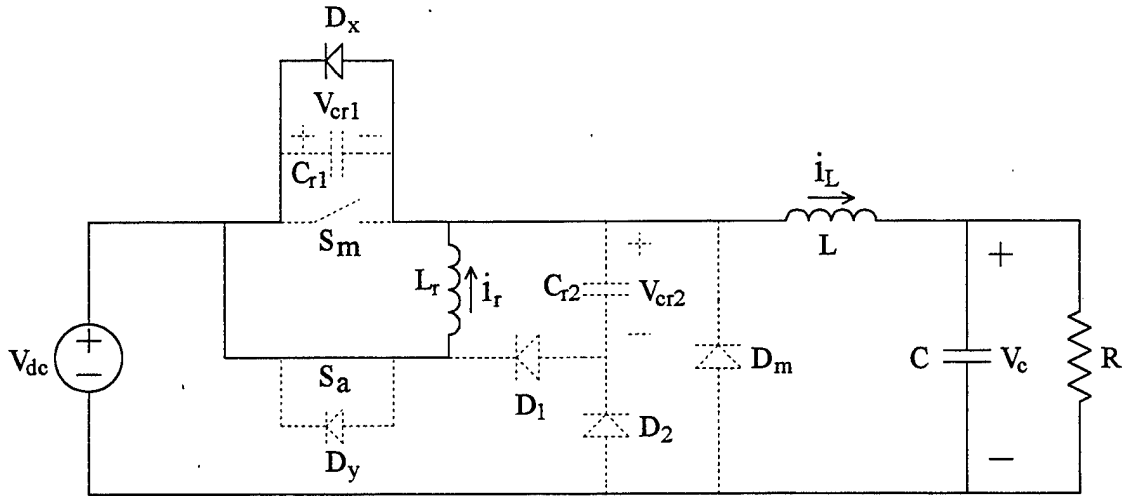 Dx
Vcr1
+ −
Cr1
Sm
iL
L
Lr
ir
Cr2
+
Vcr2
−
Vdc
+
−
Sa
Dy
D1
D2
Dm
C
+
Vc
−
R